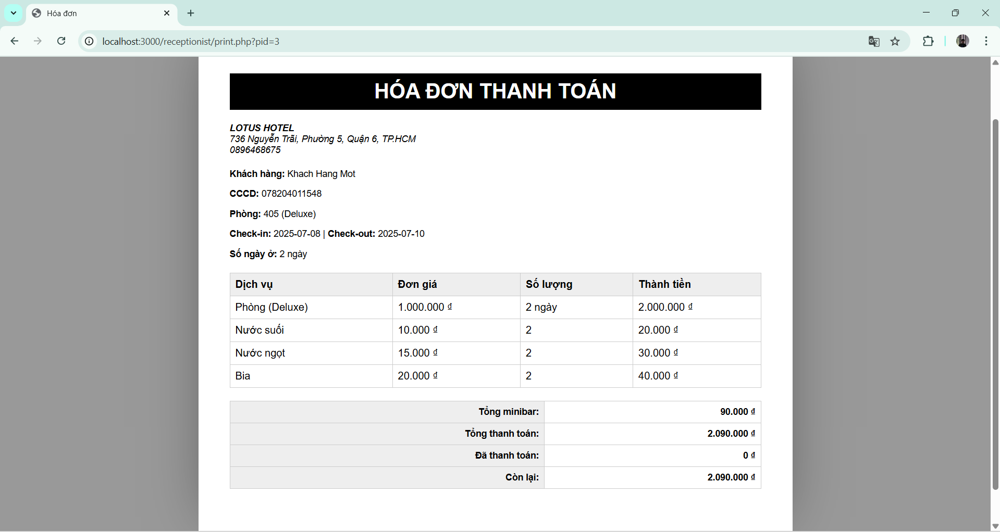 Hóa đơn
localhost:3000/receptionist/print.php?pid=3
HÓA ĐƠN THANH TOÁN
LOTUS HOTEL
736 Nguyễn Trãi, Phường 5, Quận 6, TP.HCM
0896468675
Khách hàng: Khach Hang Mot
CCCD: 078204011548
Phòng: 405 (Deluxe)
Check-in: 2025-07-08 | Check-out: 2025-07-10
Số ngày ở: 2 ngày
Dịch vụ Đơn giá Số lượng Thành tiền
Phòng (Deluxe) 1.000.000 ₫ 2 ngày 2.000.000 ₫
Nước suối 10.000 ₫ 2 20.000 ₫
Nước ngọt 15.000 ₫ 2 30.000 ₫
Bia 20.000 ₫ 2 40.000 ₫
Tổng minibar: 90.000 ₫
Tổng thanh toán: 2.090.000 ₫
Đã thanh toán: 0 ₫
Còn lại: 2.090.000 ₫